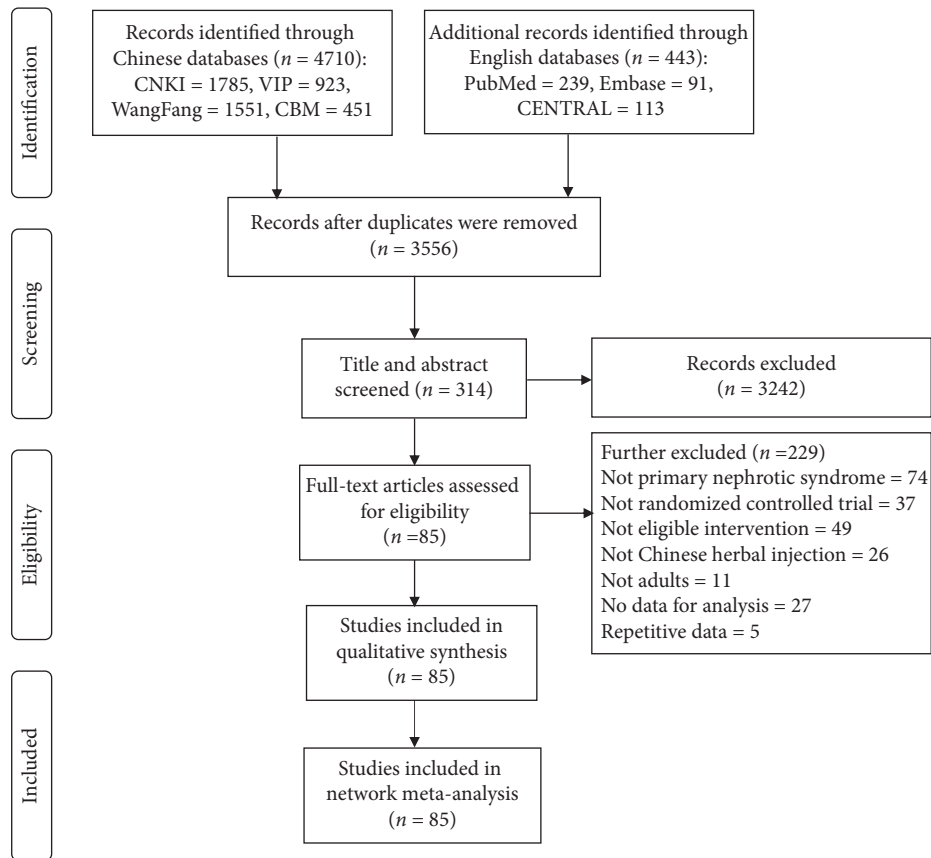 Identification
Records identified through
Chinese databases (n = 4710):
CNKI = 1785, VIP = 923,
WangFang = 1551, CBM = 451
Additional records identified through
English databases (n = 443):
PubMed = 239, Embase = 91,
CENTRAL = 113
Records after duplicates were removed
(n = 3556)
Screening
Title and abstract
screened (n = 314)
Records excluded
(n = 3242)
Eligibility
Full-text articles assessed
for eligibility
(n =85)
Further excluded (n =229)
Not primary nephrotic syndrome = 74
Not randomized controlled trial = 37
Not eligible intervention = 49
Not Chinese herbal injection = 26
Not adults = 11
No data for analysis = 27
Repetitive data = 5
Studies included in
qualitative synthesis
(n = 85)
Included
Studies included in
network meta-analysis
(n = 85)